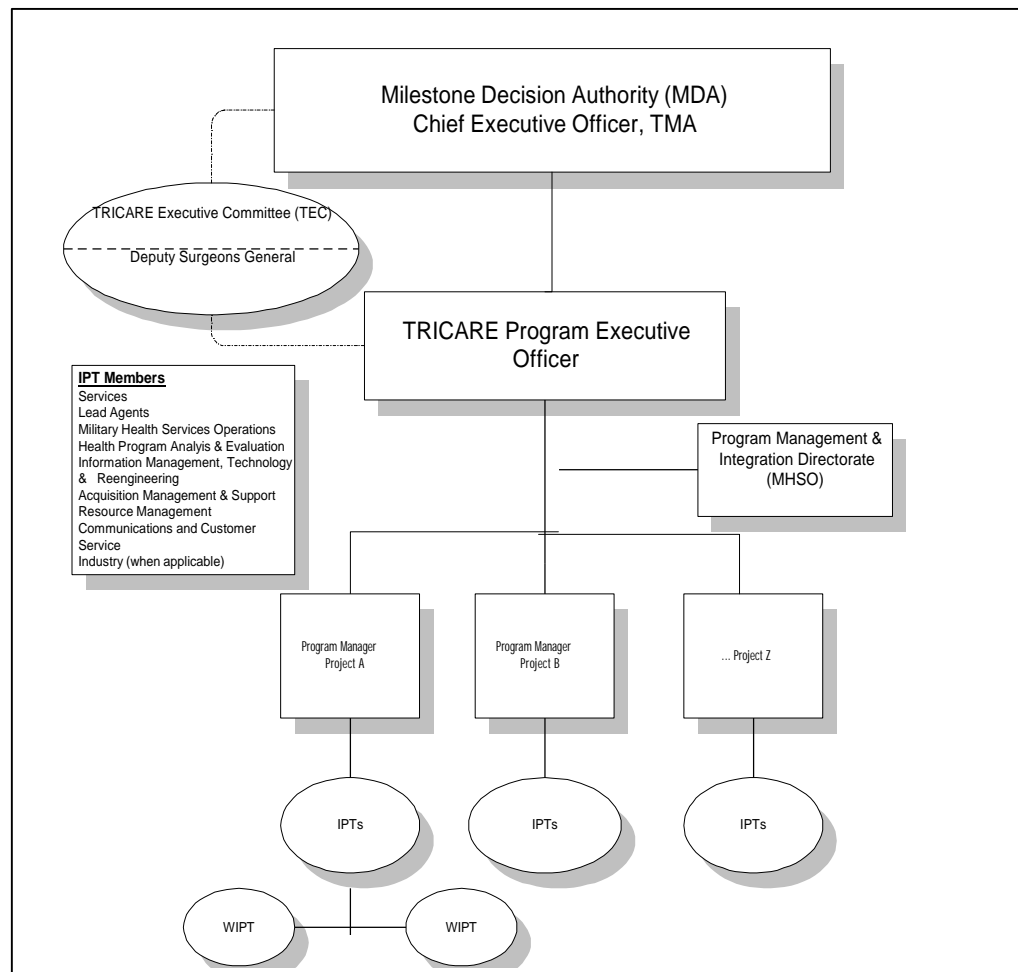 Milestone Decision Authority (MDA)
Chief Executive Officer, TMA
TRICARE Executive Committee (TEC)
Deputy Surgeons General
TRICARE Program Executive
Officer
IPT Members
Services
Lead Agents
Military Health Services Operations
Health Program Analyis & Evaluation
Information Management, Technology
& Reengineering
Acquisition Management & Support
Resource Management
Communications and Customer
Service
Industry (when applicable)
Program Management &
Integration Directorate
(MHSO)
Program Manager
Project A
Program Manager
Project B
... Project Z
IPTs
IPTs
IPTs
WIPT
WIPT